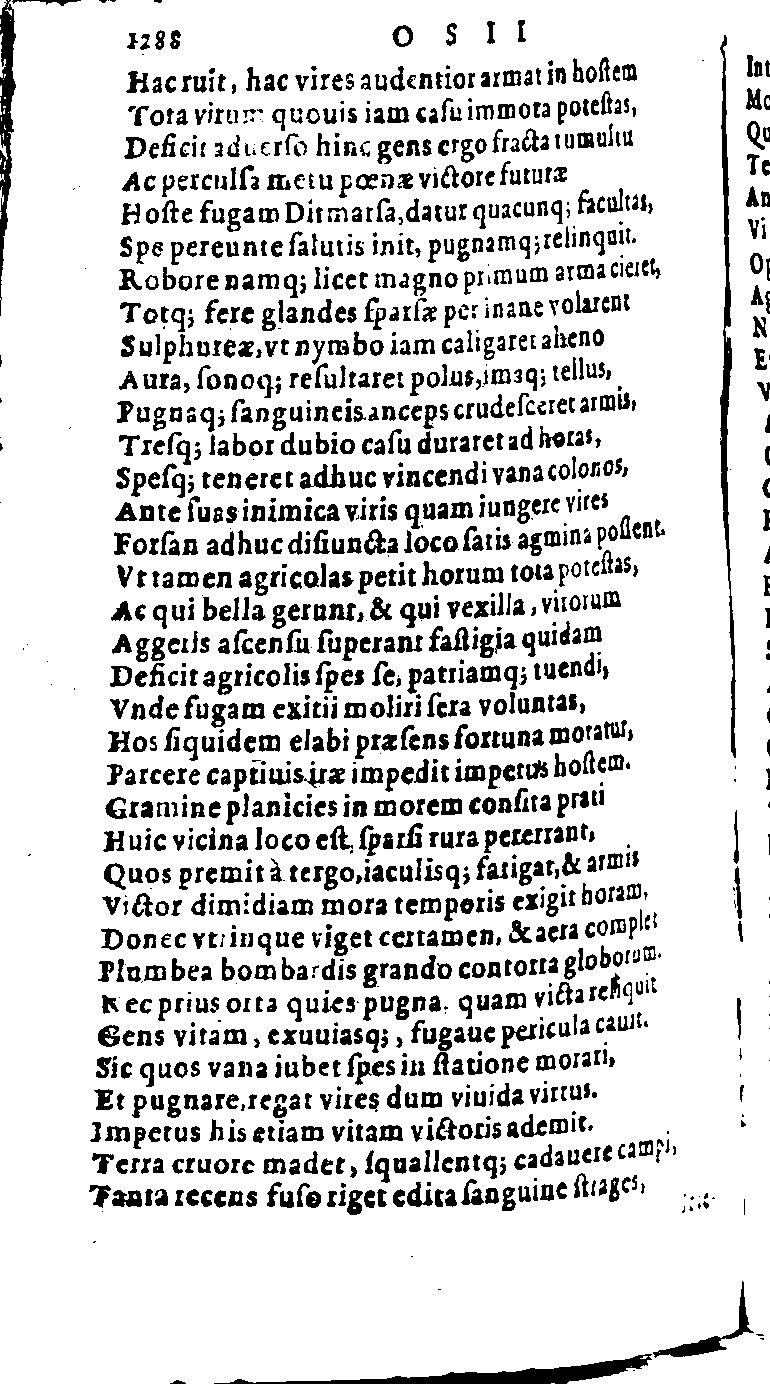 1288 O S I I
Hac ruit, hac vires audentior armat in hoſtem
Tota virum quouis iam caſu immota poteſtas,
Deficit aduerſo hinc gens ergo fracta tumultu
Ac perculſa metu pœnæ victore futuræ
Hoſte fugam Ditmarſa, datur quacunq; facultas,
Spe pereunte ſalutis init, pugnamq; relinquit.
Robore namq; licet magno primum arma cieret,
Totq; fere glandes ſparſæ per inane volarent
Sulphureæ, vt nymbo iam caligaret aheno
Aura, ſonoq; reſultaret polus, imaq; tellus,
Pugnaq; ſanguineis anceps crudeſceret armis,
Treſq; labor dubio caſu duraret ad horas,
Speſq; teneret adhuc vincendi vana colonos,
Ante ſuas inimica viris quam iungere vires
Forſan adhuc diſiuncta loco ſatis agmina poſſent.
Vt tamen agricolas petit horum tota poteſtas,
Ac qui bella gerunt, & qui vexilla, virorum
Aggeris aſcenſu ſuperant faſtigia quidam
Deficit agricolis ſpes ſe, patriamq; tuendi,
Vnde fugam exitii moliri ſera voluntas,
Hos ſiquidem elabi præſens fortuna moratur,
Parcere captiuis iræ impedit impetus hoſtem.
Gramine planicies in morem conſita prati
Huic vicina loco eſt, ſparſi rura pererrant,
Quos premit à tergo, iaculisq; fatigat, & armis
Victor dimidiam mora temporis exigit horam,
Donec vtrinque viget certamen, & aera complet
Plumbea bombardis grando contorta globorum.
Nec prius orta quies pugna. quam victa reliquit
Gens vitam, exuuiasq;, fugaue pericula cauit.
Sic quos vana iubet ſpes in ſtatione morari,
Et pugnare, regat vires dum viuida virtus.
Impetus his etiam vitam victoris ademit.
Terra cruore madet, ſquallentq; cadauere campi,
Tanta recens fuſo riget edita ſanguine ſtrages,
Int
Mo
Qu
Te
An
Vi
Op
Ag
N
E
V